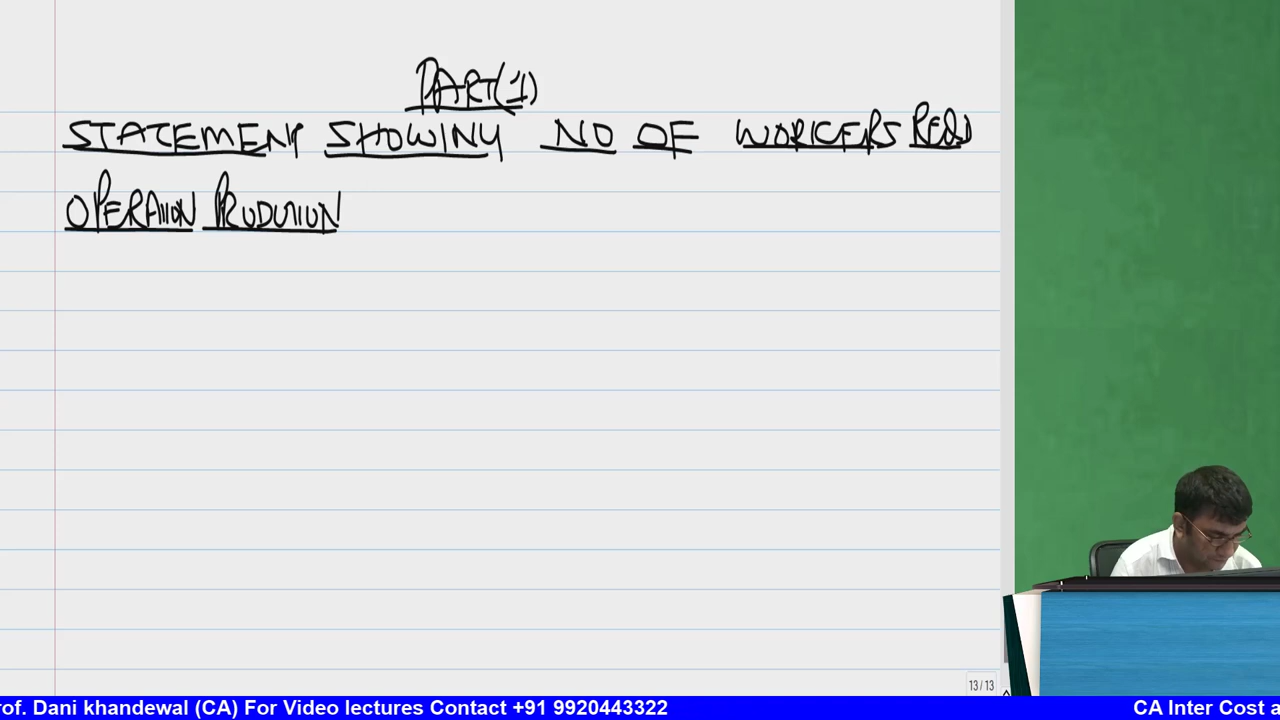 PART(1)
STATEMENT SHOWING NO OF WORKERS REQD
OPERATION PRODUCTION
13/13
rof. Dani khandewal (CA) For Video lectures Contact +91 9920443322
CA Inter Cost a